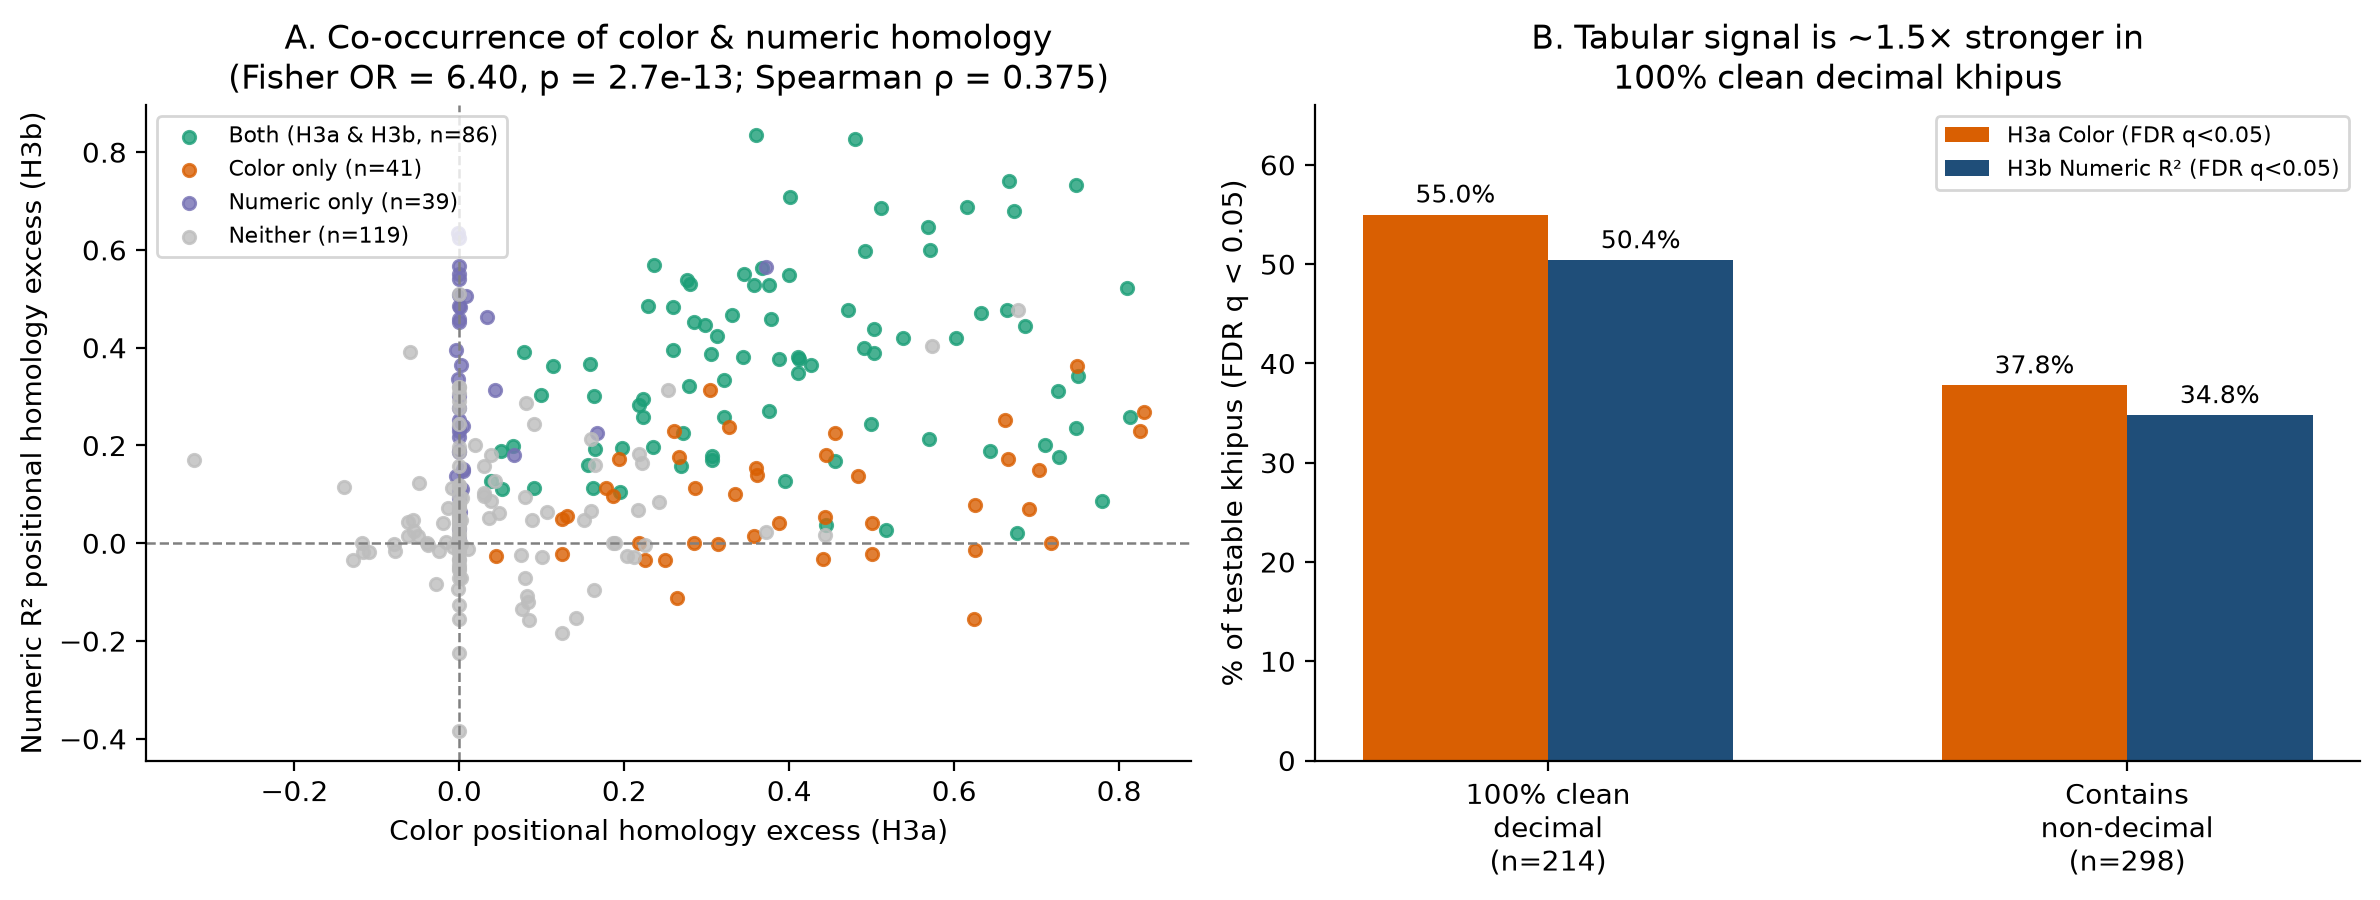 A. Co-occurrence of color & numeric homology
(Fisher OR = 6.40, p = 2.7e-13; Spearman ρ = 0.375)
Numeric R² positional homology excess (H3b)
0.8
0.6
0.4
0.2
0.0
−0.2
−0.4
Both (H3a & H3b, n=86)
Color only (n=41)
Numeric only (n=39)
Neither (n=119)
−0.2
0.0
0.2
0.4
0.6
0.8
Color positional homology excess (H3a)
B. Tabular signal is ~1.5× stronger in
100% clean decimal khipus
% of testable khipus (FDR q < 0.05)
60
50
40
30
20
10
0
H3a Color (FDR q<0.05)
H3b Numeric R² (FDR q<0.05)
55.0%
50.4%
37.8%
34.8%
100% clean
decimal
(n=214)
Contains
non-decimal
(n=298)